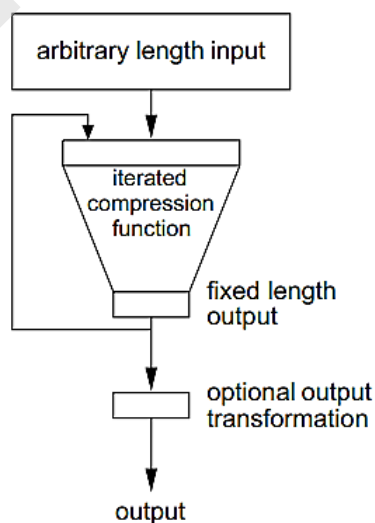 arbitrary length input
iterated
compression
function
fixed length
output
optional output
transformation
output